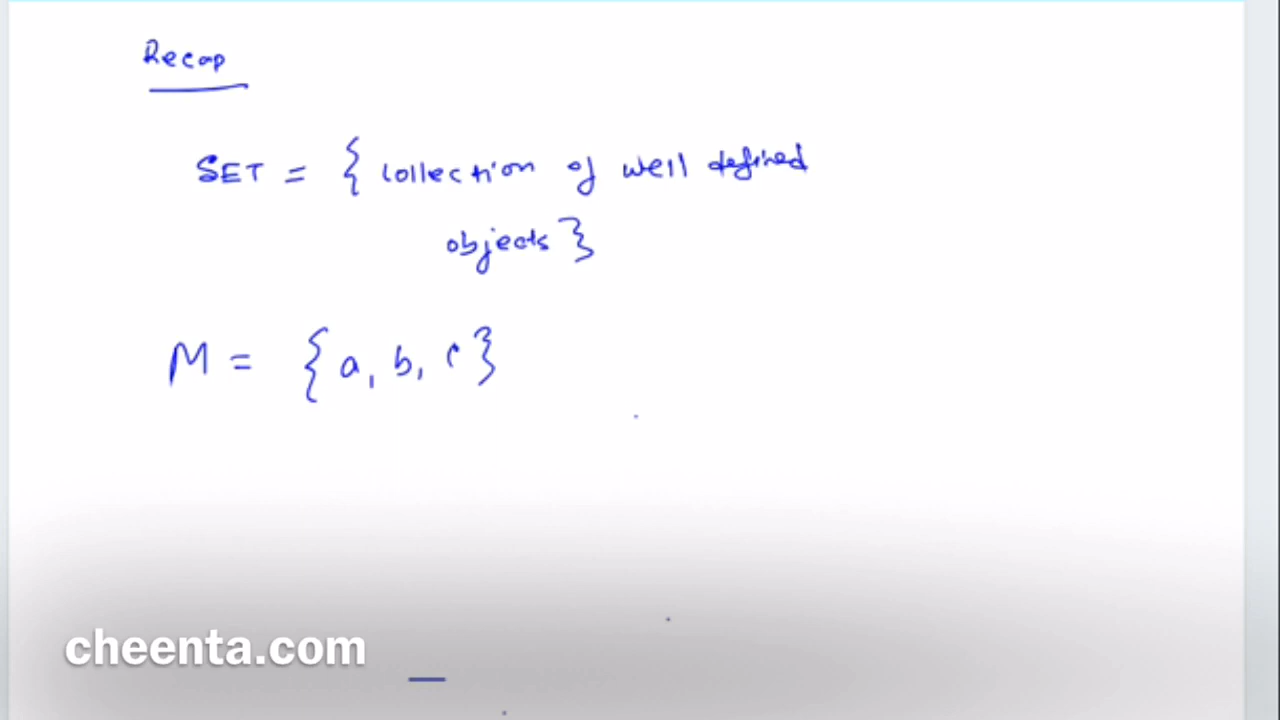 Recap
SET = { collection of well defined
objects }
M = { a, b, c }
cheenta.com